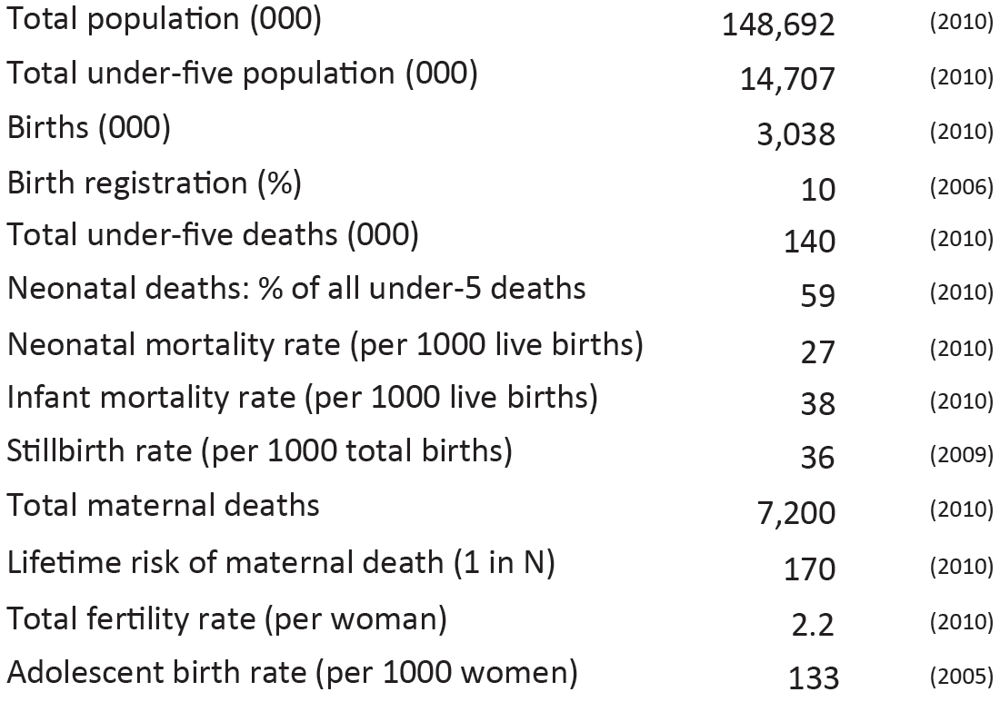 Total population (000) 148,692 (2010)
Total under-five population (000) 14,707 (2010)
Births (000) 3,038 (2010)
Birth registration (%) 10 (2006)
Total under-five deaths (000) 140 (2010)
Neonatal deaths: % of all under-5 deaths 59 (2010)
Neonatal mortality rate (per 1000 live births) 27 (2010)
Infant mortality rate (per 1000 live births) 38 (2010)
Stillbirth rate (per 1000 total births) 36 (2009)
Total maternal deaths 7,200 (2010)
Lifetime risk of maternal death (1 in N) 170 (2010)
Total fertility rate (per woman) 2.2 (2010)
Adolescent birth rate (per 1000 women) 133 (2005)